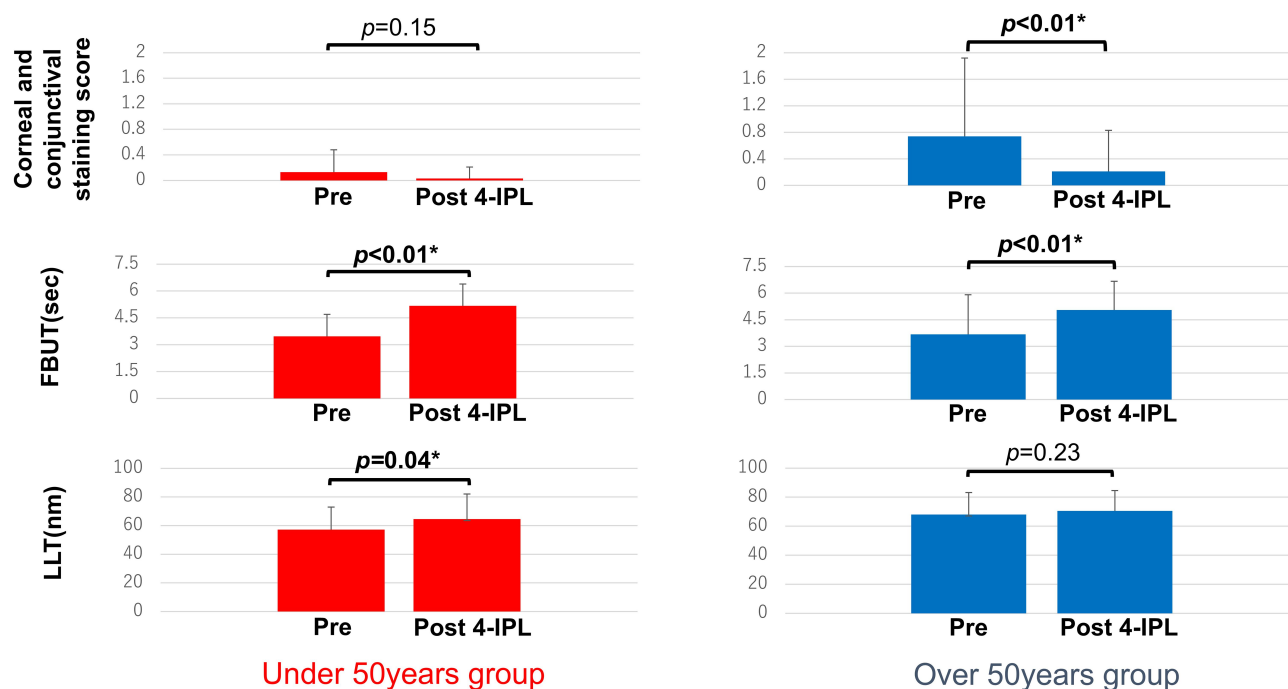 Corneal and
conjunctival
staining score
p=0.15
2
1.6
1.2
0.8
0.4
0
Pre
Post 4-IPL
p<0.01*
2
1.6
1.2
0.8
0.4
0
Pre
Post 4-IPL
FBUT(sec)
p<0.01*
7.5
6
4.5
3
1.5
0
Pre
Post 4-IPL
p<0.01*
7.5
6
4.5
3
1.5
0
Pre
Post 4-IPL
LLT(nm)
p=0.04*
100
80
60
40
20
0
Pre
Post 4-IPL
p=0.23
100
80
60
40
20
0
Pre
Post 4-IPL
Under 50years group
Over 50years group